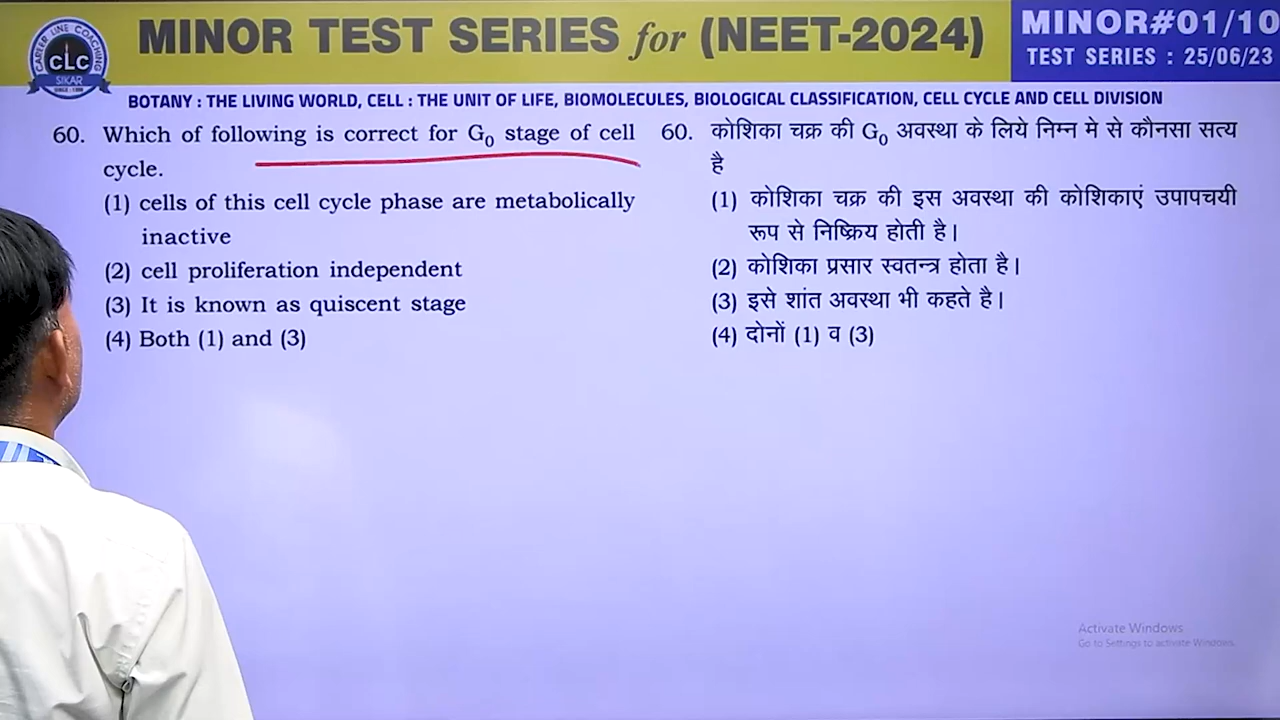 MINOR TEST SERIES for (NEET-2024)
MINOR#01/10
TEST SERIES : 25/06/23
CAREER LINE COACHING
CLC
SIKAR
BOTANY : THE LIVING WORLD, CELL : THE UNIT OF LIFE, BIOMOLECULES, BIOLOGICAL CLASSIFICATION, CELL CYCLE AND CELL DIVISION
60. Which of following is correct for G₀ stage of cell
cycle.
(1) cells of this cell cycle phase are metabolically
inactive
(2) cell proliferation independent
(3) It is known as quiscent stage
(4) Both (1) and (3)
60. कोशिका चक्र की G₀ अवस्था के लिये निम्न मे से कौनसा सत्य
है
(1) कोशिका चक्र की इस अवस्था की कोशिकाएं उपापचयी
रूप से निष्क्रिय होती है।
(2) कोशिका प्रसार स्वतन्त्र होता है।
(3) इसे शांत अवस्था भी कहते है।
(4) दोनों (1) व (3)
Activate Windows
Go to Settings to activate Windows.